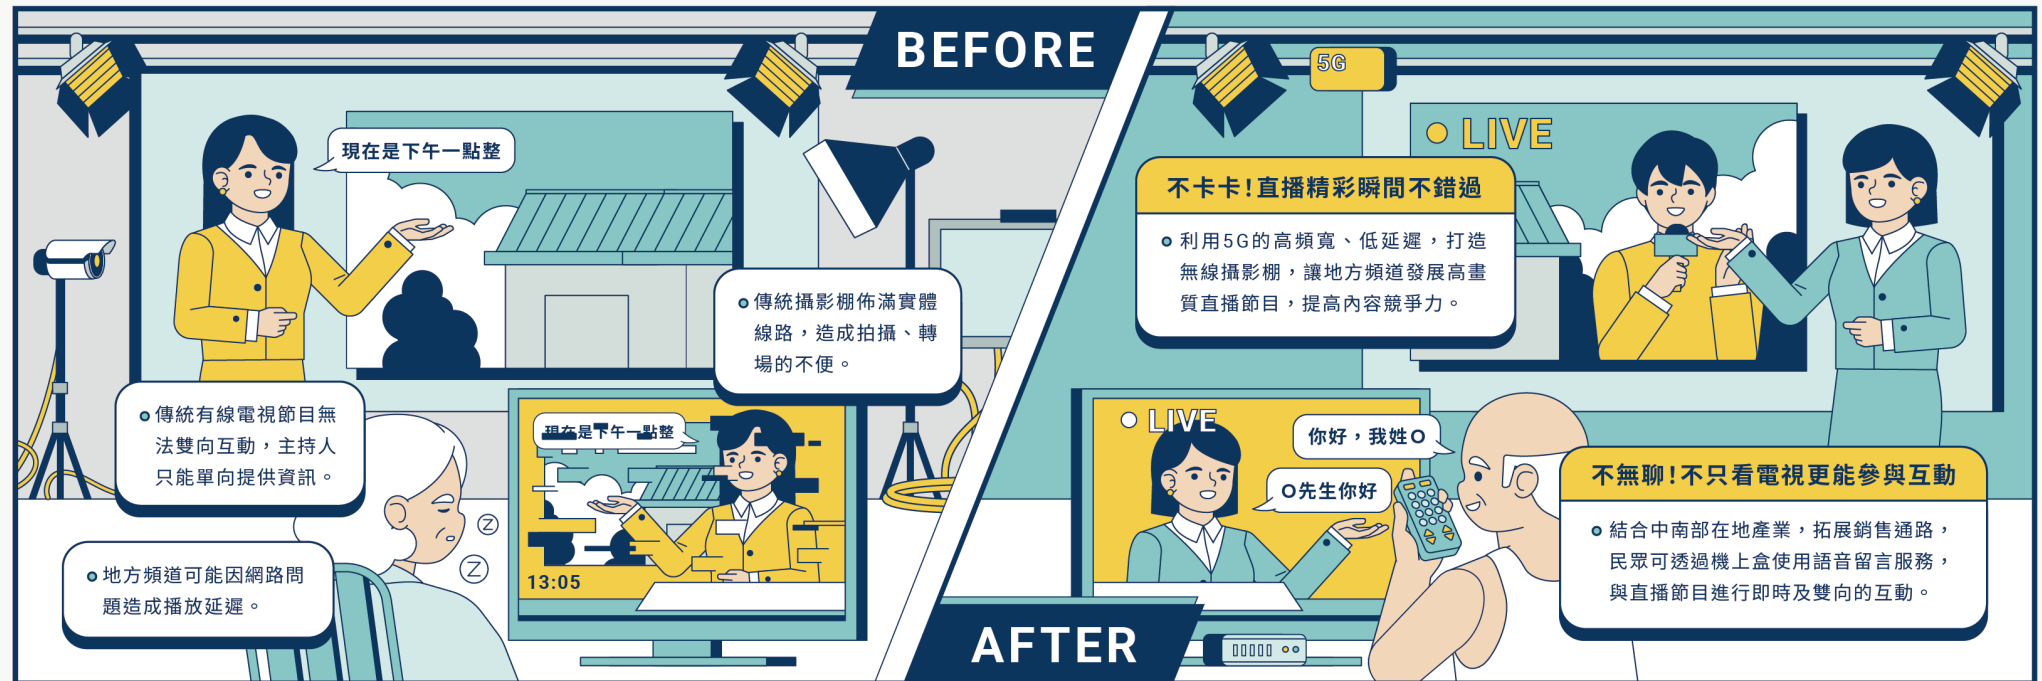 BEFORE
現在是下午一點整
傳統攝影棚佈滿實體
線路，造成拍攝、轉
場的不便。
傳統有線電視節目無
法雙向互動，主持人
只能單向提供資訊。
地方頻道可能因網路問
題造成播放延遲。
Z
Z
現在是下午一點整
13:05
5G
LIVE
不卡卡！直播精彩瞬間不錯過
利用5G的高頻寬、低延遲，打造
無線攝影棚，讓地方頻道發展高畫
質直播節目，提高內容競爭力。
LIVE
你好，我姓O
O先生你好
不無聊！不只看電視更能參與互動
結合中南部在地產業，拓展銷售通路，
民眾可透過機上盒使用語音留言服務，
與直播節目進行即時及雙向的互動。
AFTER